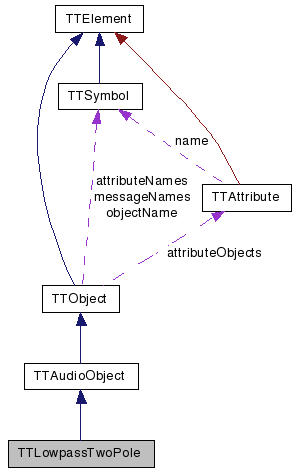 TTElement
TTSymbol
name
attributeNames
messageNames
objectName
TTAttribute
attributeObjects
TTObject
TTAudioObject
TTLowpassTwoPole